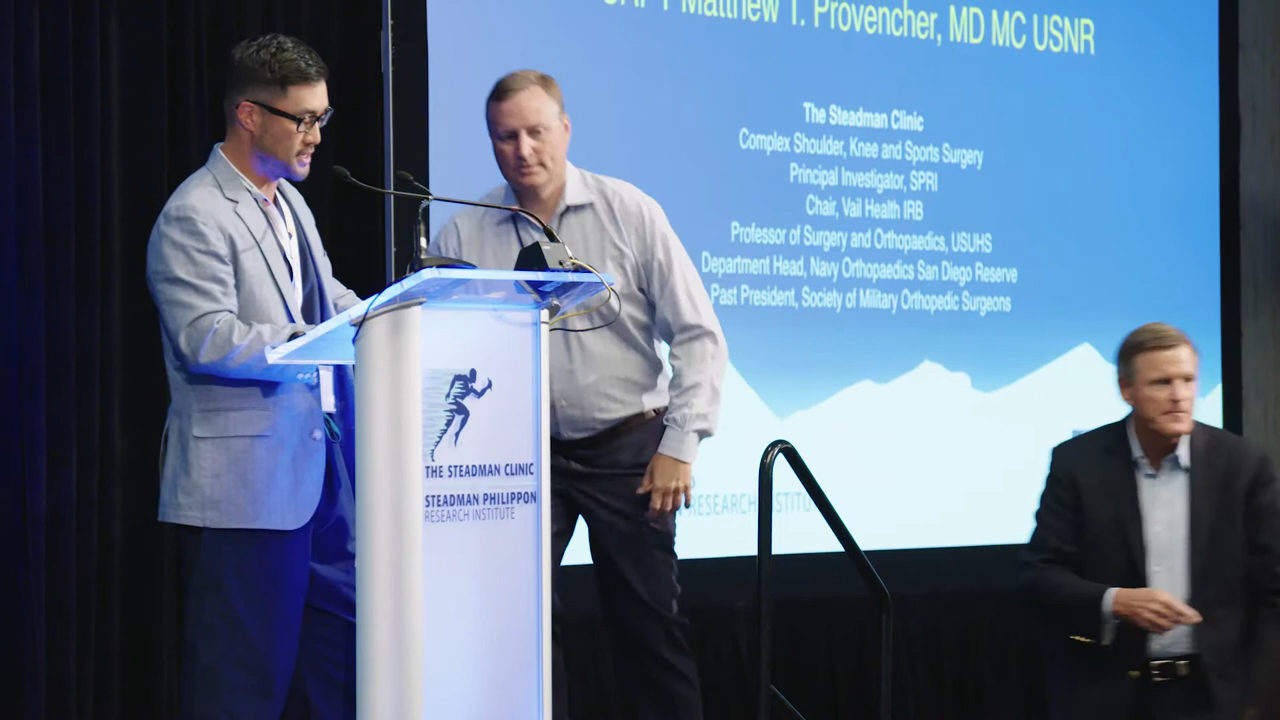 Matthew T. Provencher, MD MC USNR
The Steadman Clinic
Complex Shoulder, Knee and Sports Surgery
Principal Investigator, SPRI
Chair, Vail Health IRB
Professor of Surgery and Orthopaedics, USUHS
Department Head, Navy Orthopaedics San Diego Reserve
Past President, Society of Military Orthopedic Surgeons
RESEARCH INSTITU
THE STEADMAN CLINIC
STEADMAN PHILIPPON
RESEARCH INSTITUTE